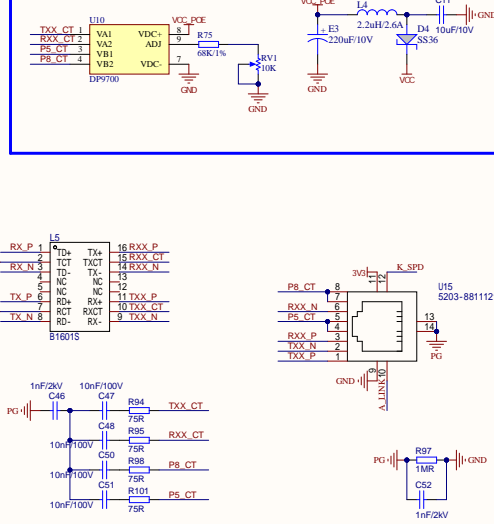 VCC_POE
L4
2.2uH/2.6A
E3
220uF/10V
GND
D4
SS36
VCC
10uF/10V
GND
U10
TXX_CT 1 VA1 VDC+ 8 VCC_POE
RXX_CT 2 VA2 ADJ 9 R75
P5_CT 3 VB1 68K/1%
P8_CT 4 VB2 VDC- 7
DP9700
GND
RV1
10K
GND
L5
RX_P 1 TD+ TX+ 16 RXX_P
2 TCT TXCT 15 RXX_CT
RX_N 3 TD- TX- 14 RXX_N
4 NC NC 13
5 NC NC 12
TX_P 6 RD+ RX+ 11 TXX_P
7 RCT RXCT 10 TXX_CT
TX_N 8 RD- RX- 9 TXX_N
B1601S
3V3 11 12 K_SPD
U15
5203-881112
P8_CT 8
7
RXX_N 6
P5_CT 5
4
RXX_P 3
TXX_N 2
TXX_P 1
13
14
PG
GND 9 10
A_LINK
1nF/2kV 10nF/100V
PG C46 C47 R94 TXX_CT
75R
C48 R95 RXX_CT
10nF/100V 75R
C50 R98 P8_CT
10nF/100V 75R
C51 R101 P5_CT
10nF/100V 75R
R97
PG GND
1MR
C52
1nF/2kV